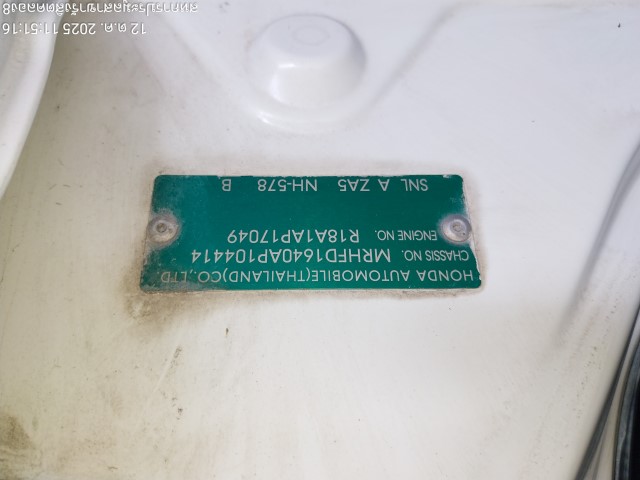 HONDA AUTOMOBILE(THAILAND)CO.,LTD.
CHASSIS NO. MRHFD1640AP104414
ENGINE NO. R18A1AP17049
SNL A ZA5 NH-578 B
12 ต.ค. 2025 11:51:16